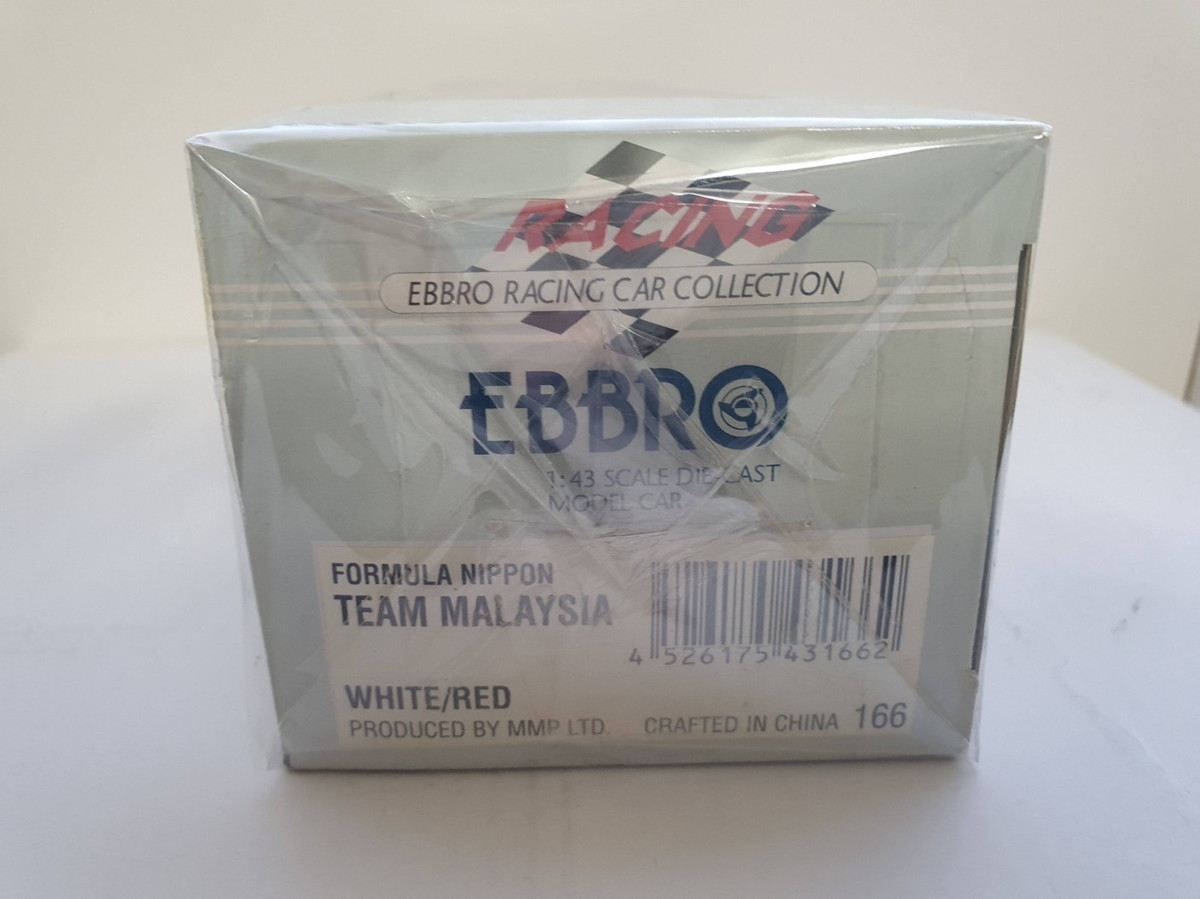 RACING
EBBRO RACING CAR COLLECTION
EBBRO
1:43 SCALE DIE-CAST
MODEL CAR
FORMULA NIPPON
TEAM MALAYSIA
4 526175 431662
WHITE/RED
PRODUCED BY MMP LTD. CRAFTED IN CHINA 166